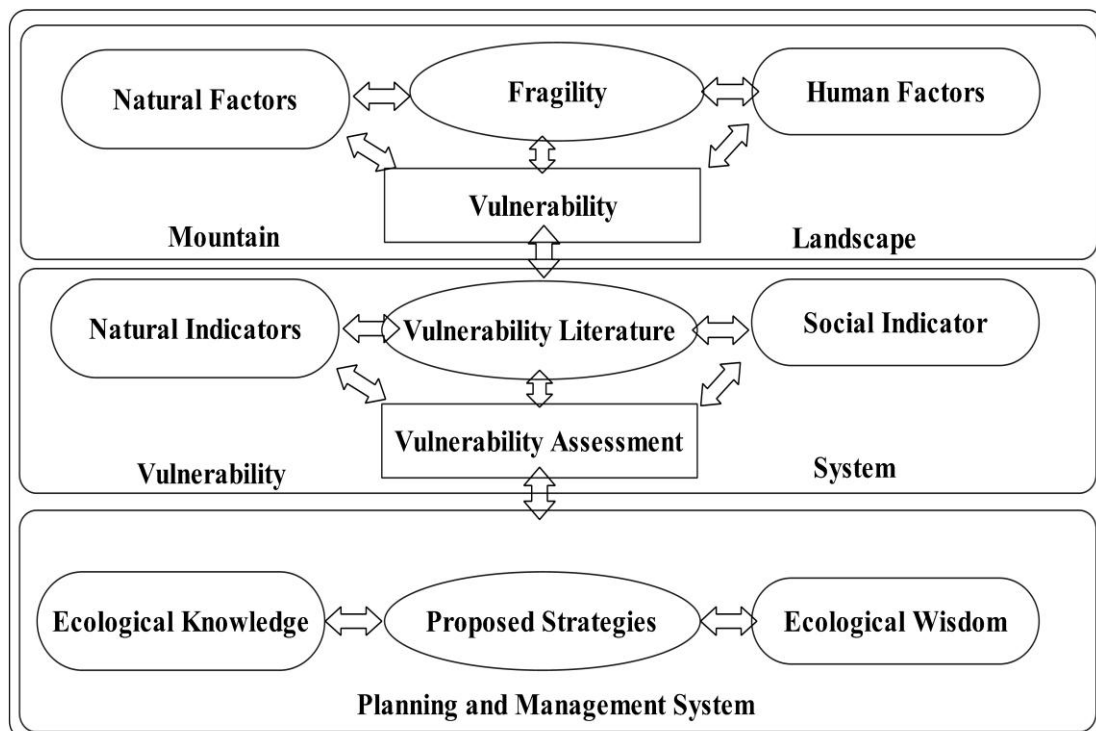 Natural Factors
Fragility
Human Factors
Vulnerability
Mountain
Landscape
Natural Indicators
Vulnerability Literature
Social Indicator
Vulnerability Assessment
Vulnerability
System
Ecological Knowledge
Proposed Strategies
Ecological Wisdom
Planning and Management System